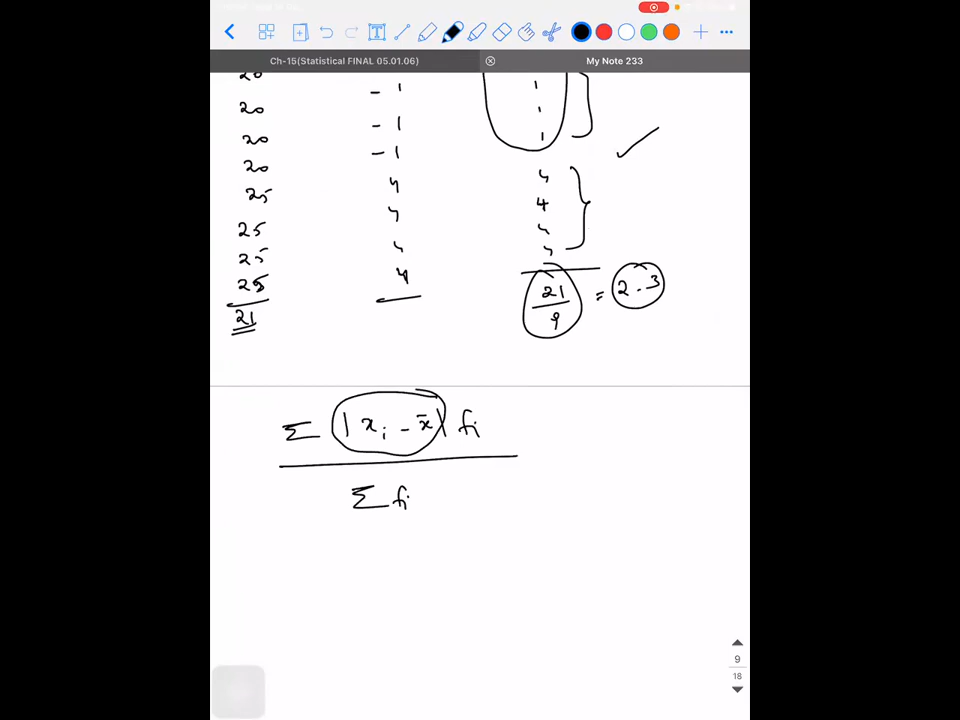 Ch-15(Statistical FINAL 05.01.06) My Note 233
20 - 1 1
20 - 1 1
20 - 1 1
20
25 4 4
25 4 4
25 4 4
25 4 4
21
21/9 = 2.3
Σ |xᵢ - x̄| fi
Σ fi
9
18